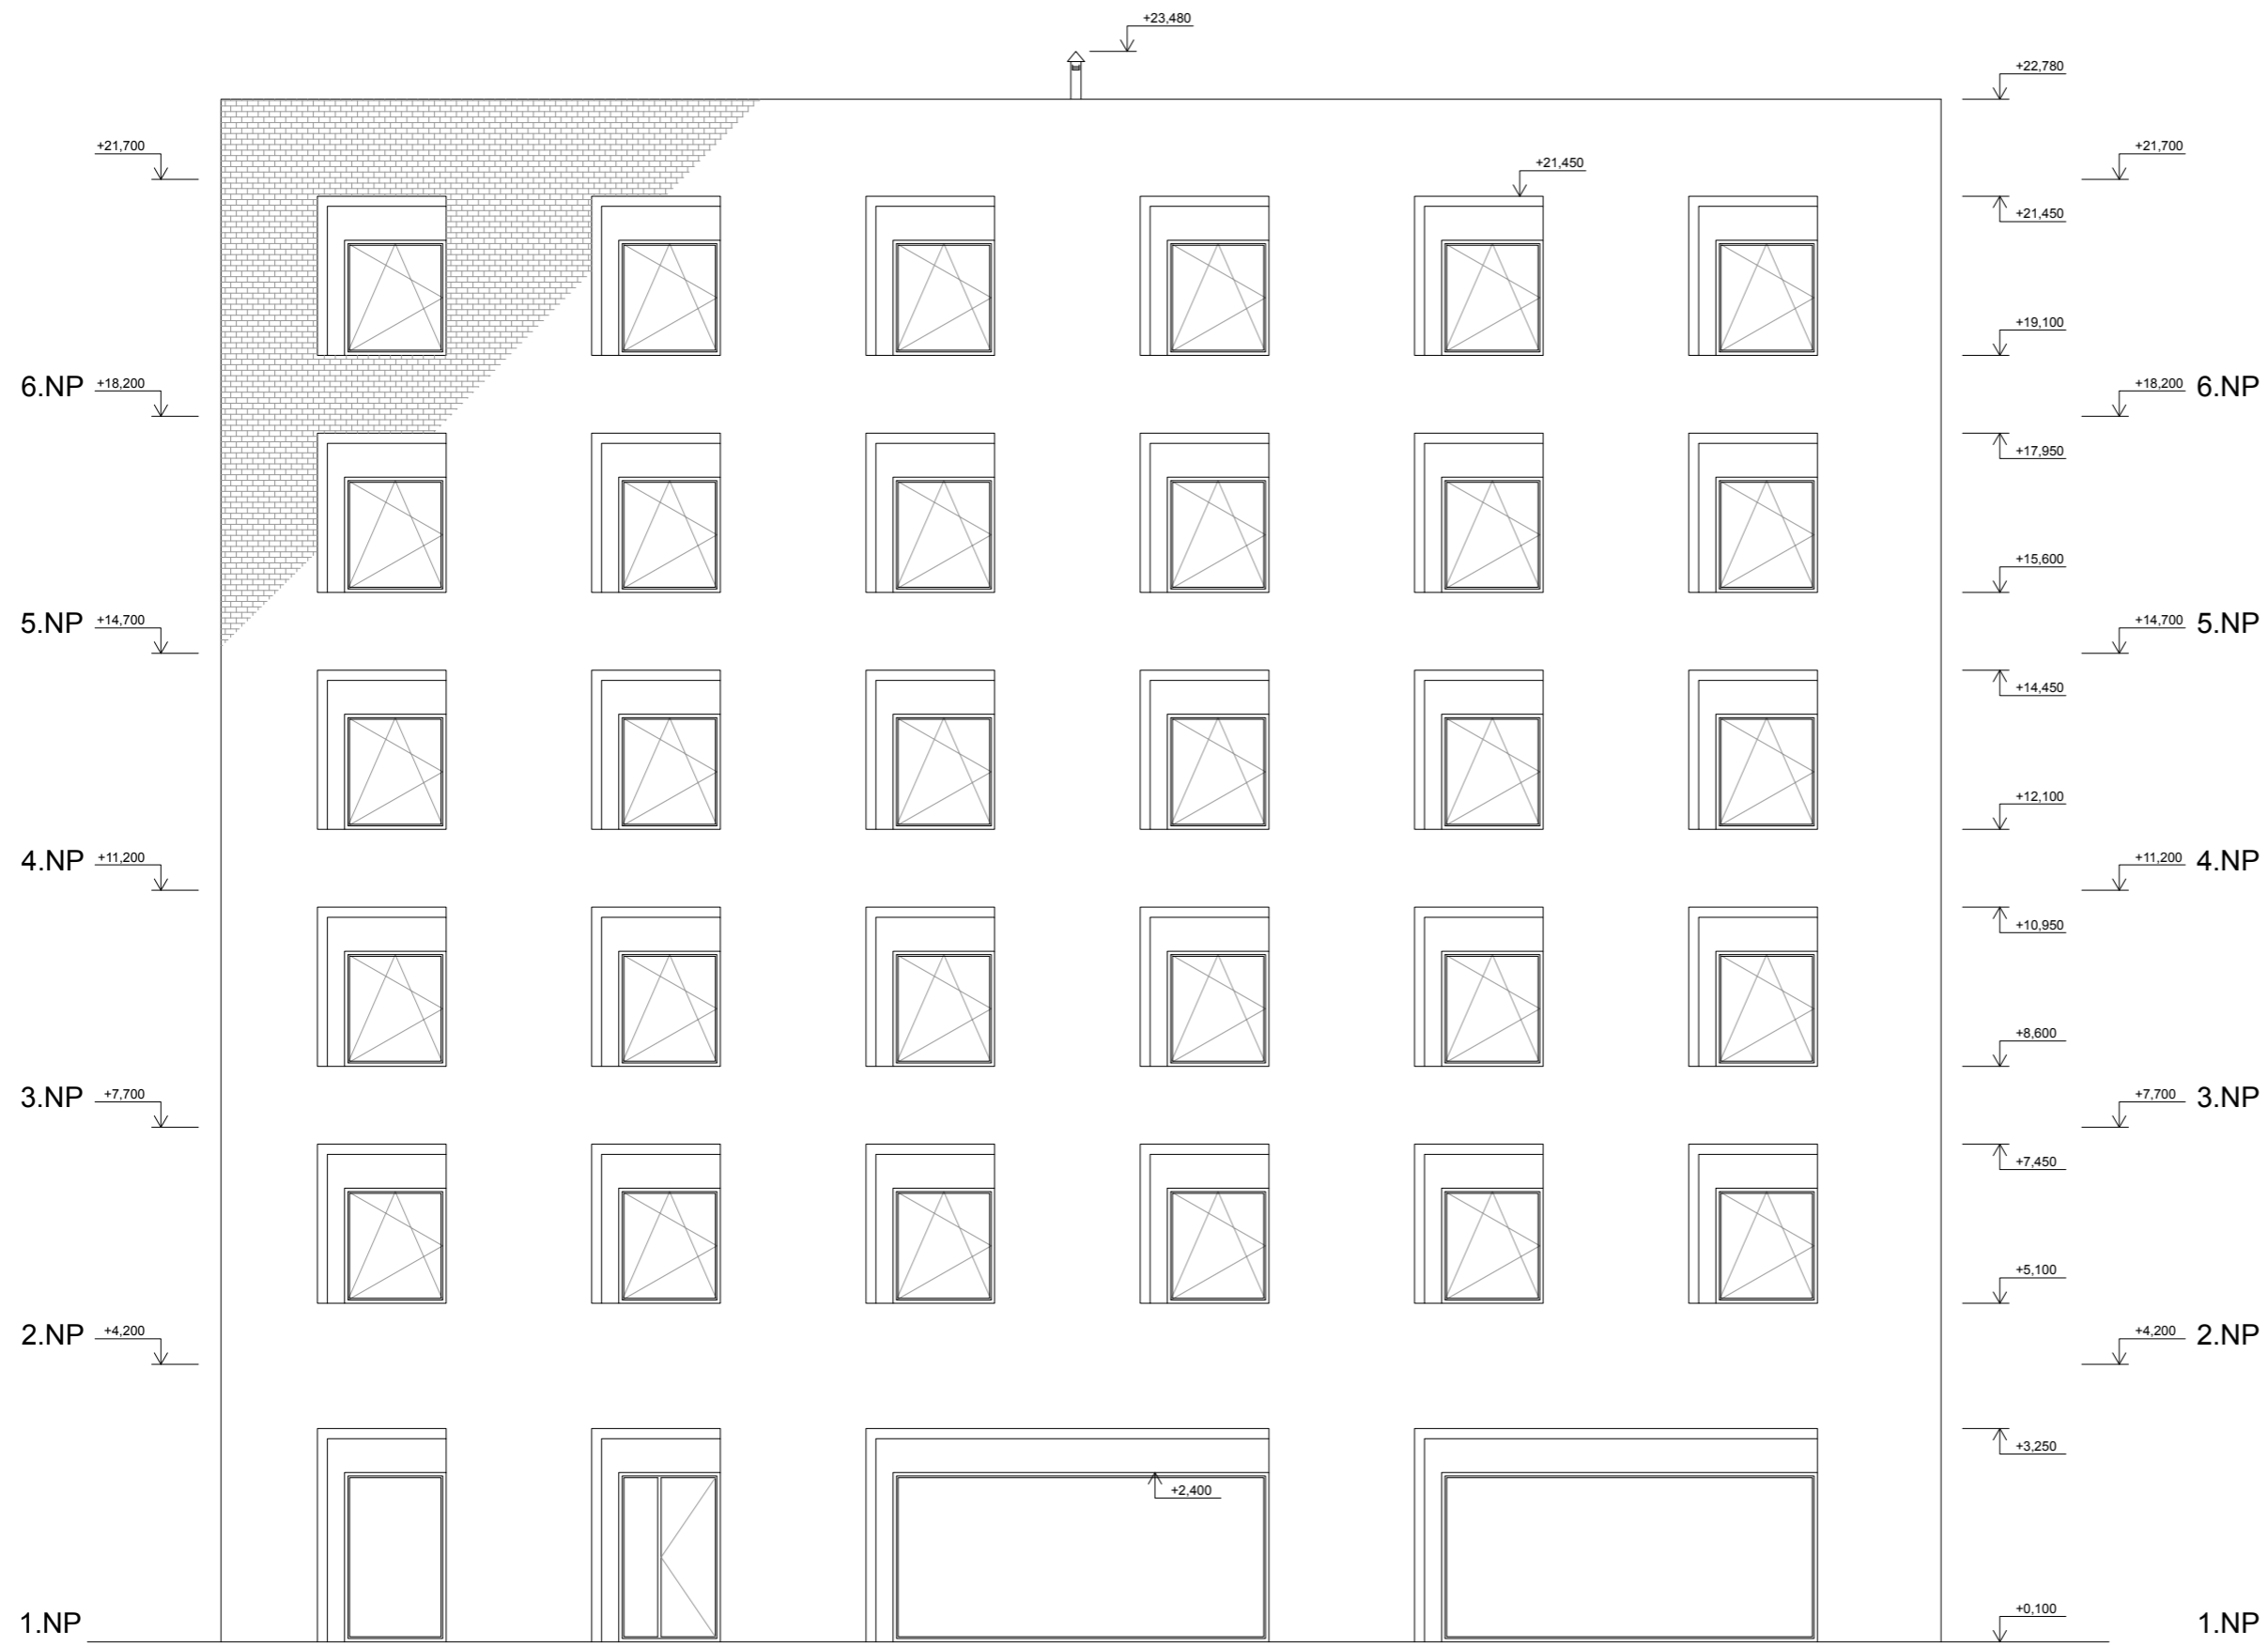 +23,480
+22,780
+21,700
+21,700
+21,450
+21,450
+19,100
6.NP +18,200
+18,200 6.NP
+17,950
+15,600
5.NP +14,700
+14,700 5.NP
+14,450
+12,100
4.NP +11,200
+11,200 4.NP
+10,950
+8,600
3.NP +7,700
+7,700 3.NP
+7,450
+5,100
2.NP +4,200
+4,200 2.NP
+3,250
+2,400
+0,100
1.NP
1.NP